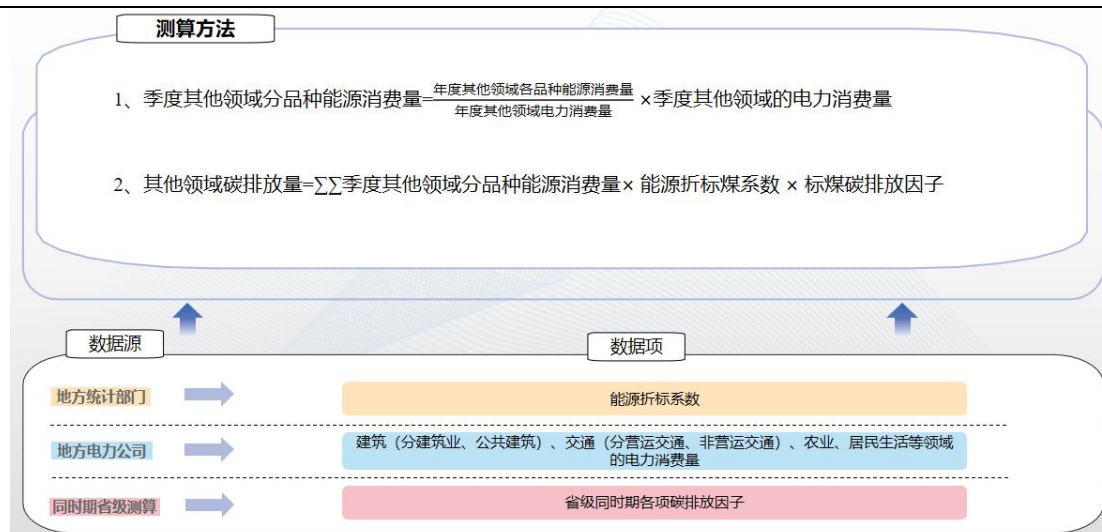 测算方法
1、季度其他领域分品种能源消费量=年度其他领域各品种能源消费量/年度其他领域电力消费量 ×季度其他领域的电力消费量
2、其他领域碳排放量=∑∑季度其他领域分品种能源消费量× 能源折标煤系数 × 标煤碳排放因子
数据源
数据项
地方统计部门
能源折标系数
地方电力公司
建筑（分建筑业、公共建筑）、交通（分营运交通、非营运交通）、农业、居民生活等领域
的电力消费量
同时期省级测算
省级同时期各项碳排放因子